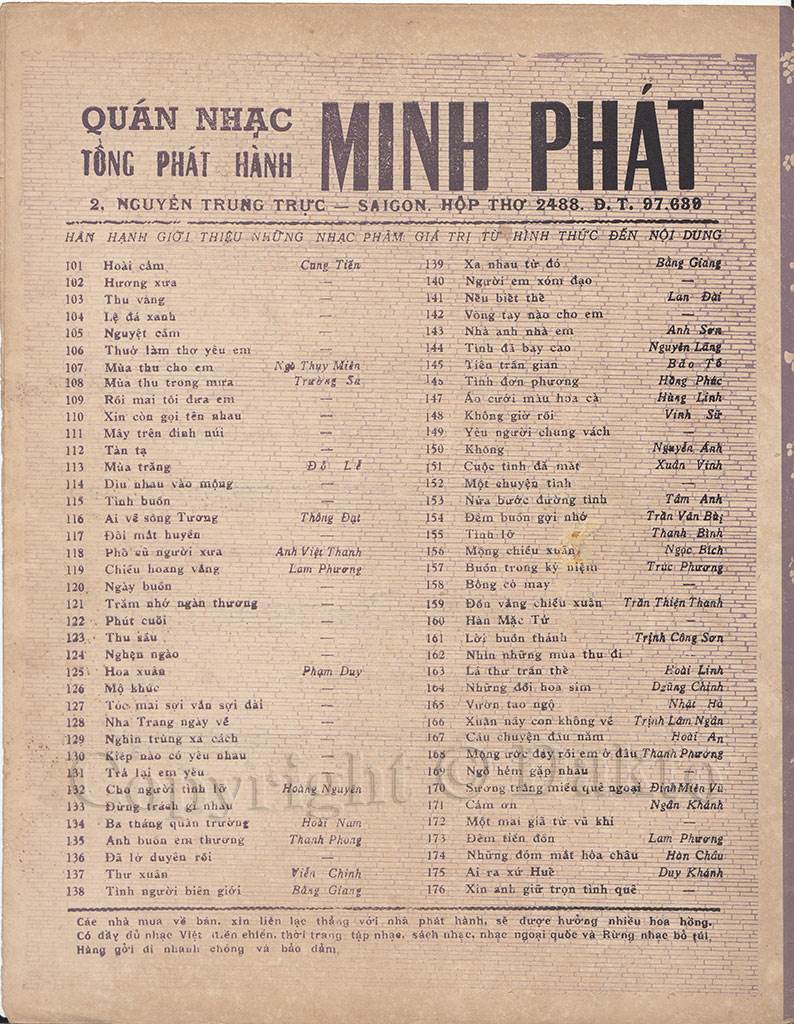 QUÁN NHẠC MINH PHÁT
TỔNG PHÁT HÀNH
2, NGUYỄN TRUNG TRỰC — SAIGON. HỘP THƠ 2488. Đ.T. 97.689
HÂN HẠNH GIỚI THIỆU NHỮNG NHẠC PHẨM GIÁ TRỊ TỪ HÌNH THỨC ĐẾN NỘI DUNG
101 Hoài cảm Cung Tiến
102 Hương xưa —
103 Thu vàng —
104 Lệ đá xanh —
105 Nguyệt cầm —
106 Thuở làm thơ yêu em —
107 Mùa thu cho em Ngô Thụy Miên
108 Mùa thu trong mưa Trường Sa
109 Rồi mai tôi đưa em —
110 Xin còn gọi tên nhau —
111 Mây trên đỉnh núi —
112 Tàn tạ —
113 Mùa trăng Đỗ Lễ
114 Dìu nhau vào mộng —
115 Tình buồn —
116 Ai về sông Tương Thông Đạt
117 Đôi mắt huyền —
118 Phố cũ người xưa Anh Việt Thanh
119 Chiều hoang vắng Lam Phương
120 Ngày buồn —
121 Trăm nhớ ngàn thương —
122 Phút cuối —
123 Thu sầu —
124 Nghẹn ngào —
125 Hoa xuân Phạm Duy
126 Mộ khúc —
127 Tóc mai sợi vắn sợi dài —
128 Nha Trang ngày về —
129 Nghìn trùng xa cách —
130 Kiếp nào có yêu nhau —
131 Trả lại em yêu —
132 Cho người tình lỡ Hoàng Nguyên
133 Đừng trách gì nhau —
134 Ba tháng quân trường Hoài Nam
135 Anh buồn em thương Thanh Phong
136 Đã lở duyên rồi —
137 Thư xuân Viễn Chinh
138 Tình người biên giới Bằng Giang
139 Xa nhau từ đó Bằng Giang
140 Người em xóm đạo —
141 Nếu biết thế Lan Đài
142 Vòng tay nào cho em —
143 Nhà anh nhà em Anh Sơn
144 Tình đã bay cao Nguyên Lãng
145 Tiên trần gian Bảo Tố
146 Tình đơn phương Hồng Phúc
147 Áo cưới màu hoa cà Hùng Linh
148 Không giờ rồi Vinh Sử
149 Yêu người chung vách —
150 Không Nguyễn Ánh
151 Cuộc tình đã mất Xuân Vinh
152 Một chuyện tình —
153 Nửa bước đường tình Tâm Anh
154 Đêm buồn gợi nhớ Trần Văn Bùi
155 Tình lỡ Thanh Bình
156 Mộng chiều xuân Ngọc Bích
157 Buồn trong kỷ niệm Trúc Phương
158 Bông cỏ may —
159 Đồn vắng chiều xuân Trần Thiện Thanh
160 Hàn Mặc Tử —
161 Lời buồn thánh Trịnh Công Sơn
162 Nhìn những mùa thu đi —
163 Lá thư trần thế Hoài Linh
164 Những đồi hoa sim Dzũng Chinh
165 Vườn tao ngộ Nhật Hà
166 Xuân này con không về Trịnh Lâm Ngân
167 Câu chuyện đầu năm Hoài An
168 Mộng ước đây rồi em ở đâu Thanh Phương
169 Ngõ hẻm gặp nhau —
170 Sương trắng miền quê ngoại Đinh Miên Vũ
171 Cảm ơn Ngân Khánh
172 Một mai giã từ vũ khí —
173 Đêm tiền đồn Lam Phương
174 Những đóm mắt hỏa châu Hàn Châu
175 Ai ra xứ Huế Duy Khánh
176 Xin anh giữ trọn tình quê —
Các nhà mua về bán, xin liên lạc thẳng với nhà phát hành, sẽ được hưởng nhiều hoa hồng.
Có đầy đủ nhạc Việt điển chiến, thời trang tập nhạc, sách nhạc, nhạc ngoại quốc và Rừng nhạc bỏ túi.
Hàng gởi đi nhanh chóng và bảo đảm.